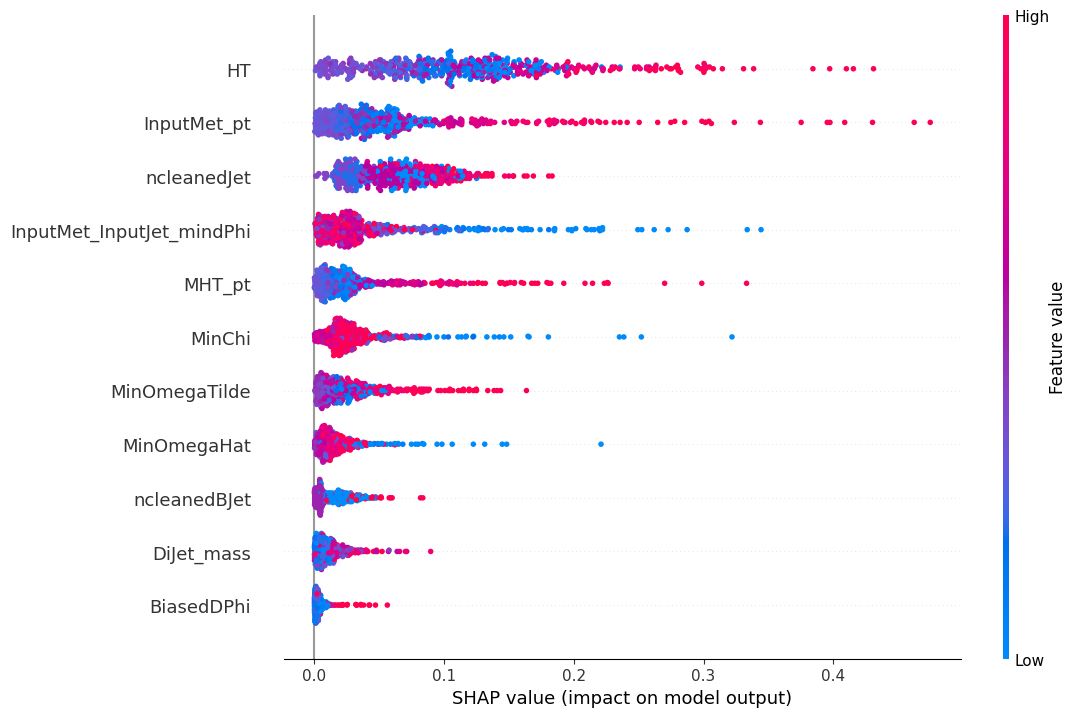 High
HT
InputMet_pt
ncleanedJet
InputMet_InputJet_mindPhi
MHT_pt
MinChi
MinOmegaTilde
MinOmegaHat
ncleanedBJet
DiJet_mass
BiasedDPhi
Feature value
Low
0.0 0.1 0.2 0.3 0.4
SHAP value (impact on model output)